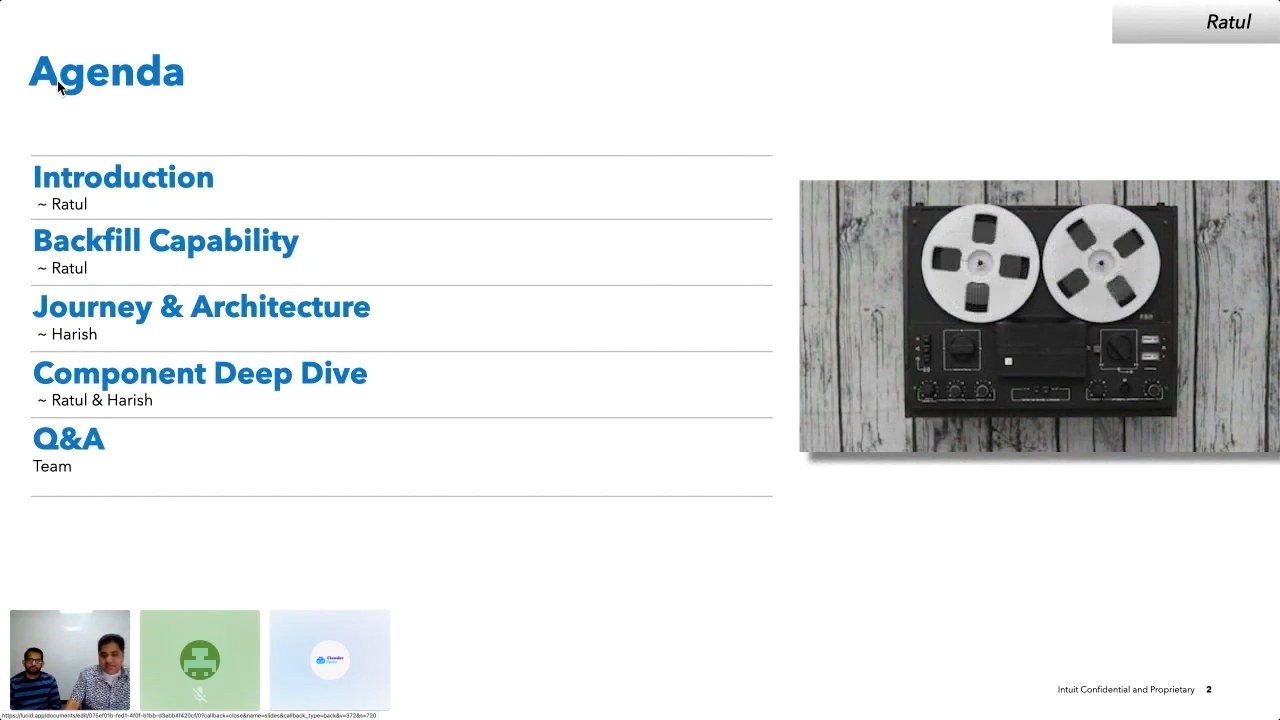 Ratul
Agenda
Introduction
~ Ratul
Backfill Capability
~ Ratul
Journey & Architecture
~ Harish
Component Deep Dive
~ Ratul & Harish
Q&A
Team
Intuit Confidential and Proprietary 2